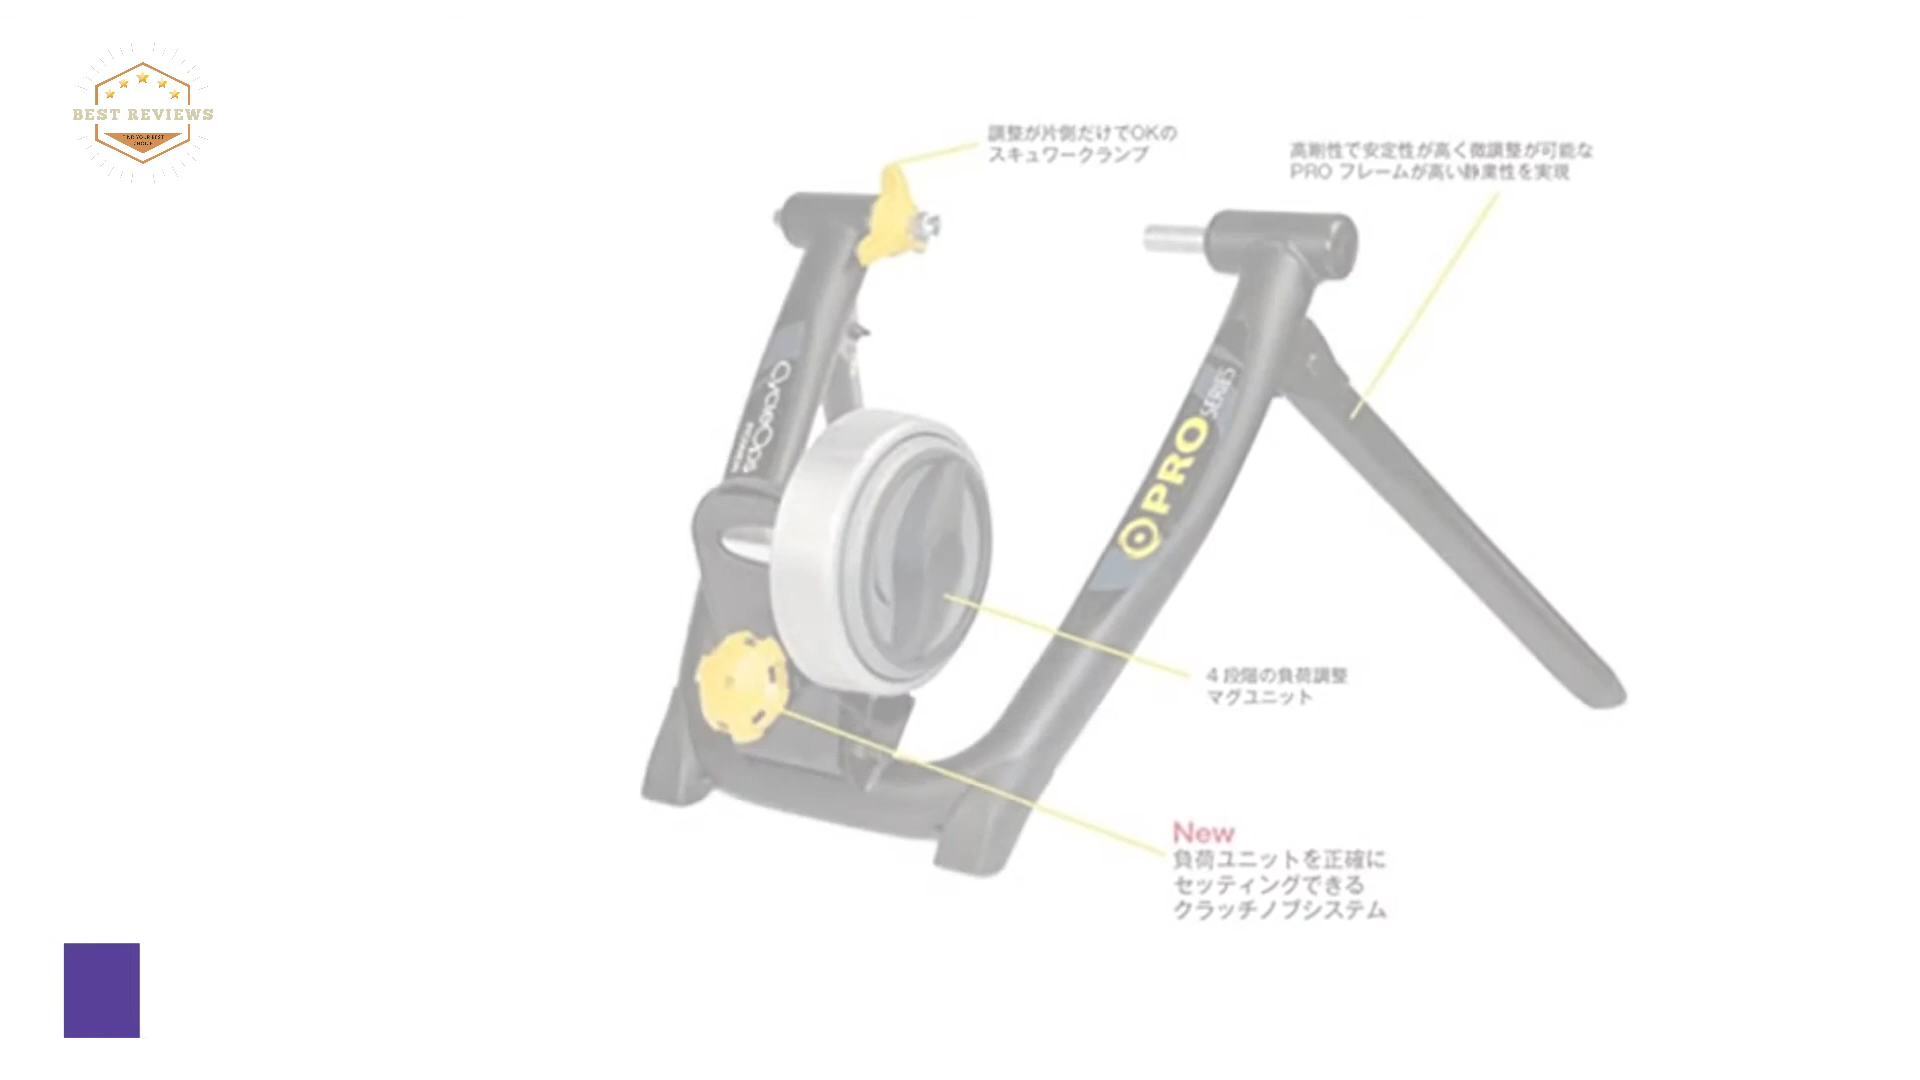 BEST REVIEWS
FIND YOUR BEST
CHOICE
調整が片側だけでOKの
スキュワークランプ
高剛性で安定性が高く微調整が可能な
PRO フレームが高い静粛性を実現
CycleOps
POWER
PRO SERIES
4 段階の負荷調整
マグユニット
New
負荷ユニットを正確に
セッティングできる
クラッチノブシステム